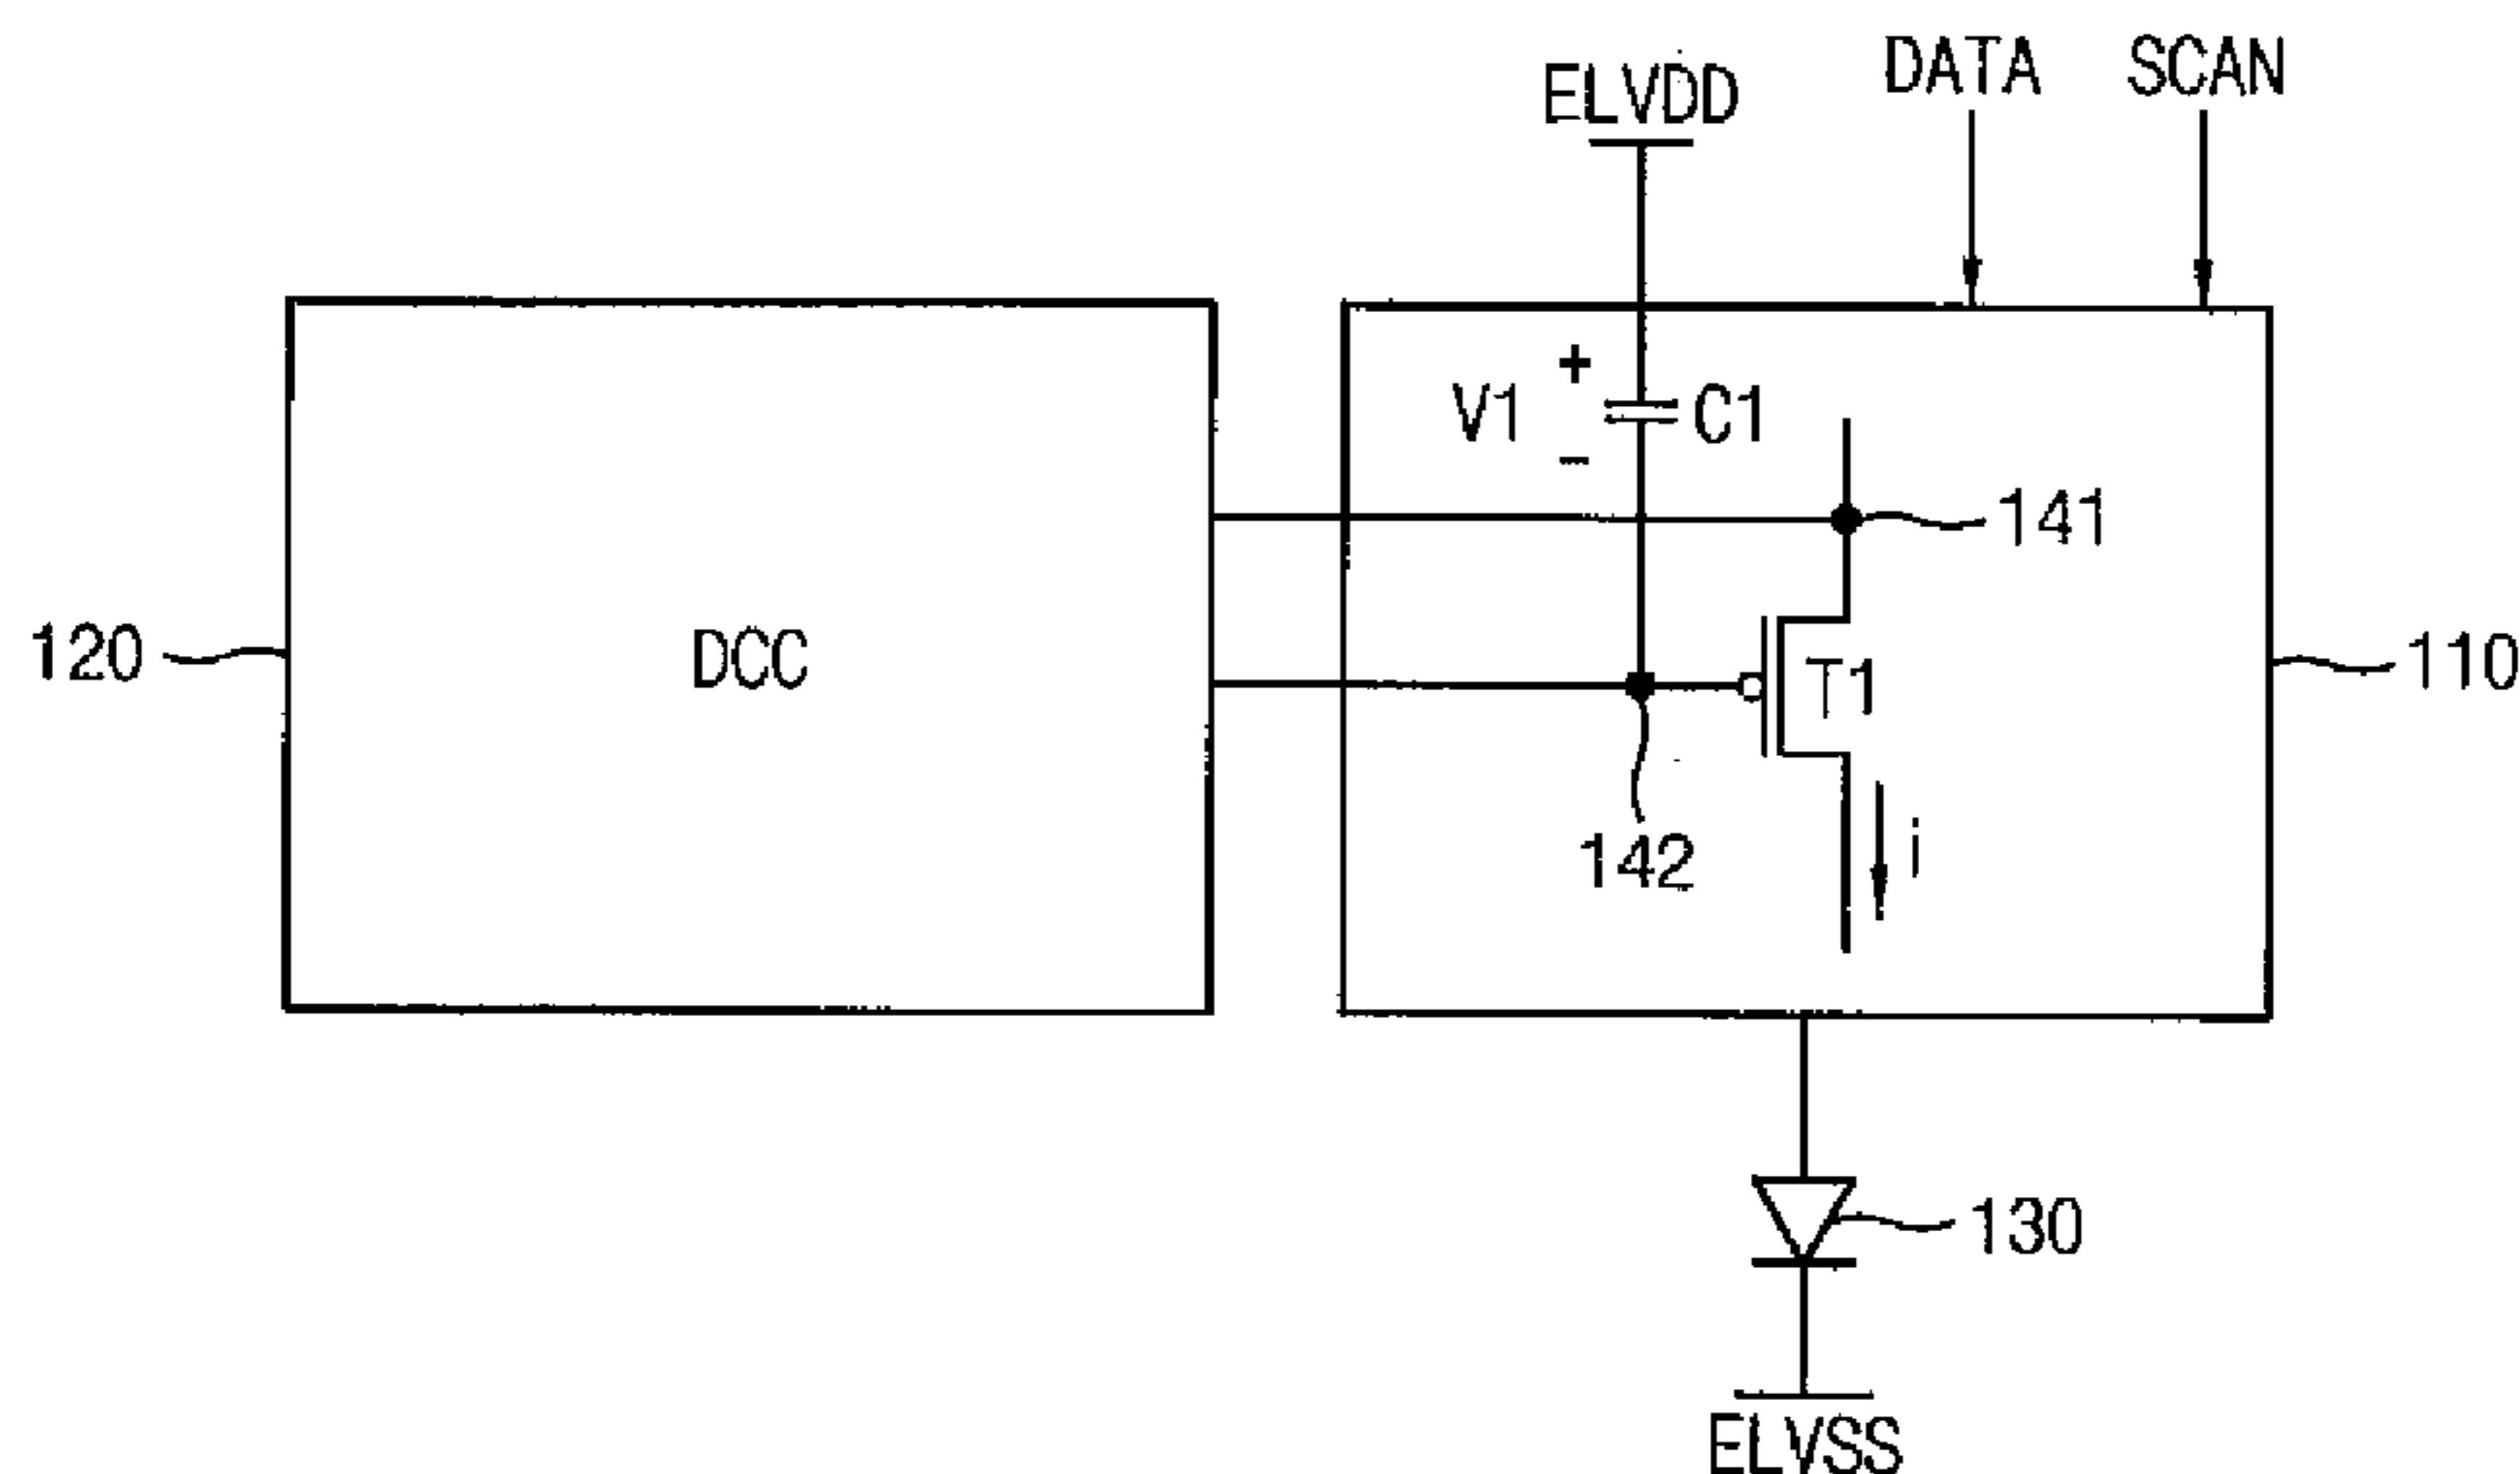 DATA
SCAN
ELVDD
+
V1
C1
-
141
120
DCC
T1
110
142
i
130
ELVSS